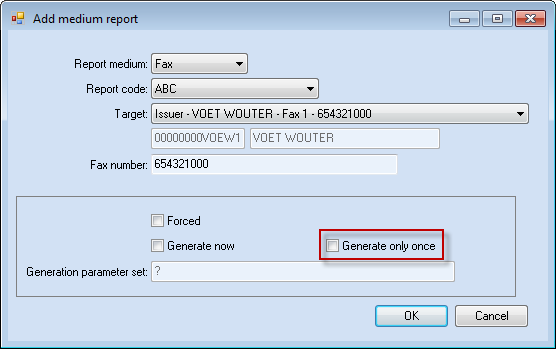 Add medium report
Report medium: Fax
Report code: ABC
Target: Issuer - VOET WOUTER - Fax 1 - 654321000
00000000VOEW1 VOET WOUTER
Fax number: 654321000
Forced
Generate now Generate only once
Generation parameter set: ?
OK Cancel